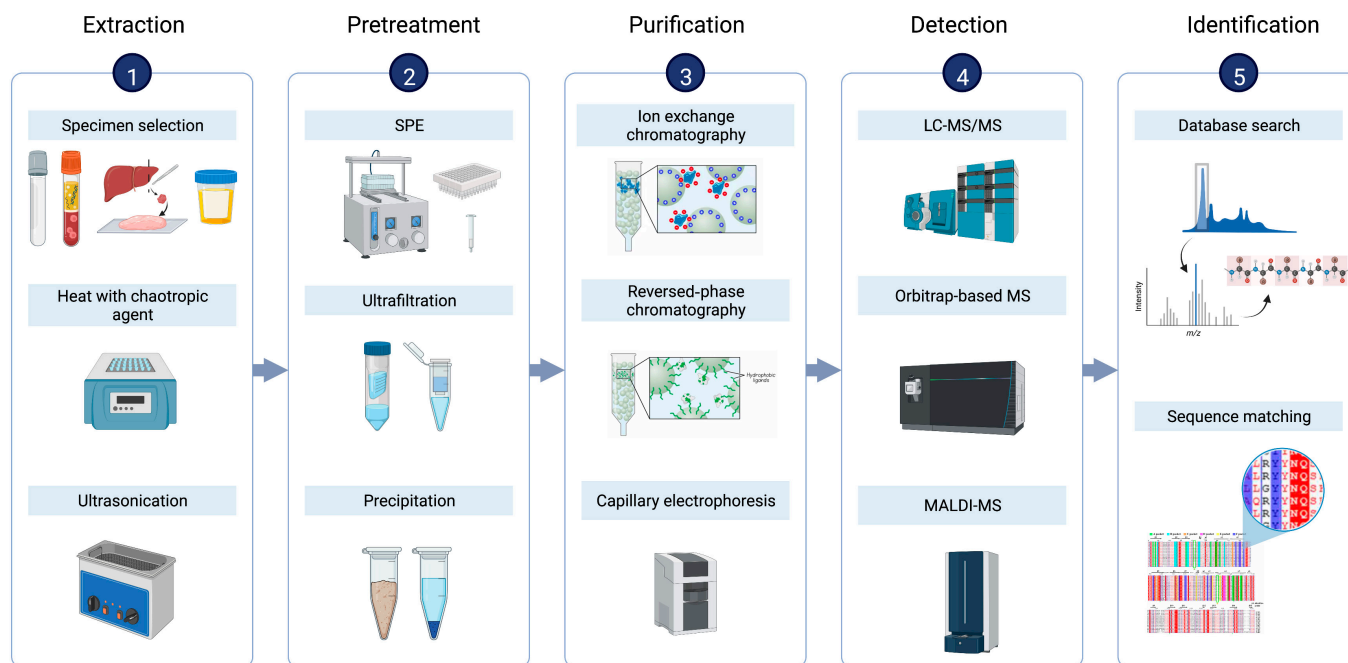 Extraction
Pretreatment
Purification
Detection
Identification
1
2
3
4
5
Specimen selection
Heat with chaotropic
agent
Ultrasonication
SPE
Ultrafiltration
Precipitation
Ion exchange
chromatography
Reversed-phase
chromatography
Hydrophobic
ligands
Capillary electrophoresis
LC-MS/MS
Orbitrap-based MS
MALDI-MS
Database search
Intensity
m/z
Sequence matching
L R Y Y N Q S
L G Y Y N Q S
Q R Y Y N Q S
L R Y Y N Q S